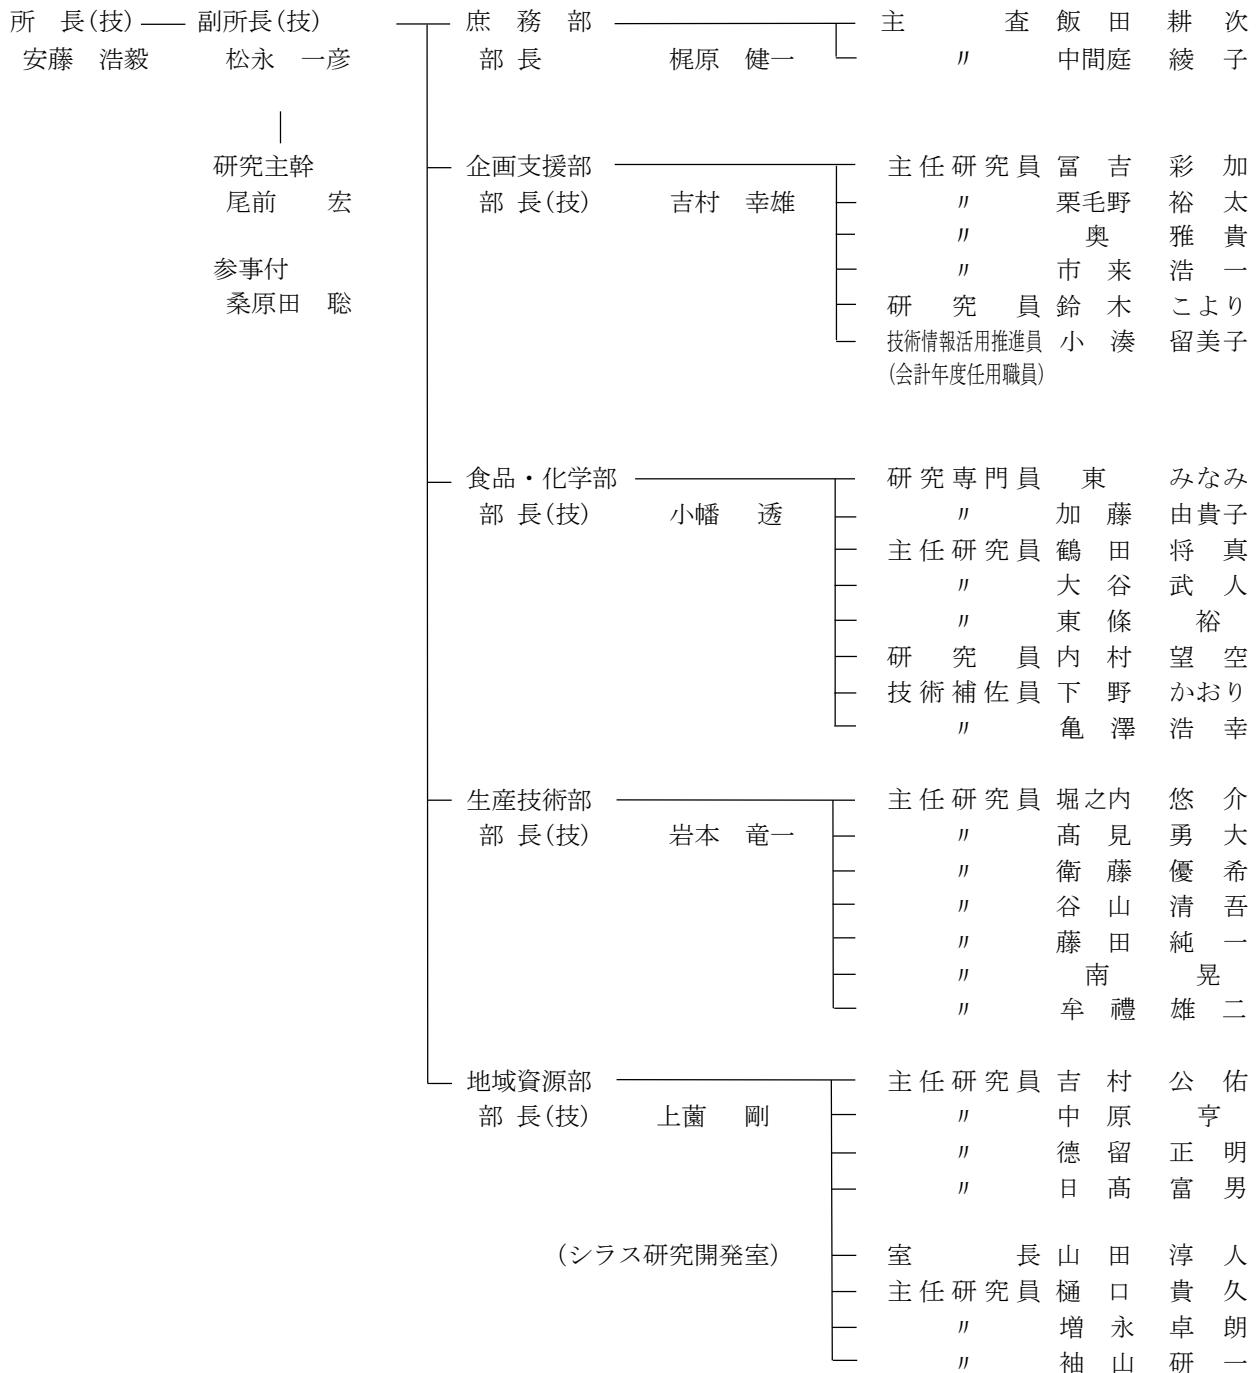 所　長(技) 副所長(技) 庶　務　部 主　査 飯　田　耕　次
安藤　浩毅 松永　一彦 部 長 梶原　健一 〃 中間庭　綾　子
研究主幹 企画支援部 主任研究員 冨　吉　彩　加
尾前　宏 部 長(技) 吉村　幸雄 〃 栗毛野　裕　太
〃 奥　雅　貴
参事付 〃 市　来　浩　一
桑原田　聡 研　究　員 鈴　木　こより
技術情報活用推進員 小　湊　留美子
(会計年度任用職員)
食品・化学部 研究専門員 東　みなみ
部 長(技) 小幡　透 〃 加　藤　由貴子
主任研究員 鶴　田　将　真
〃 大　谷　武　人
〃 東　條　裕
研　究　員 内　村　望　空
技術補佐員 下　野　かおり
〃 亀　澤　浩　幸
生産技術部 主任研究員 堀之内　悠　介
部 長(技) 岩本　竜一 〃 髙　見　勇　大
〃 衛　藤　優　希
〃 谷　山　清　吾
〃 藤　田　純　一
〃 南　晃
〃 牟　禮　雄　二
地域資源部 主任研究員 吉　村　公　佑
部 長(技) 上薗　剛 〃 中　原　亨
〃 德　留　正　明
〃 日　髙　富　男
(シラス研究開発室) 室　長 山　田　淳　人
主任研究員 樋　口　貴　久
〃 増　永　卓　朗
〃 袖　山　研　一